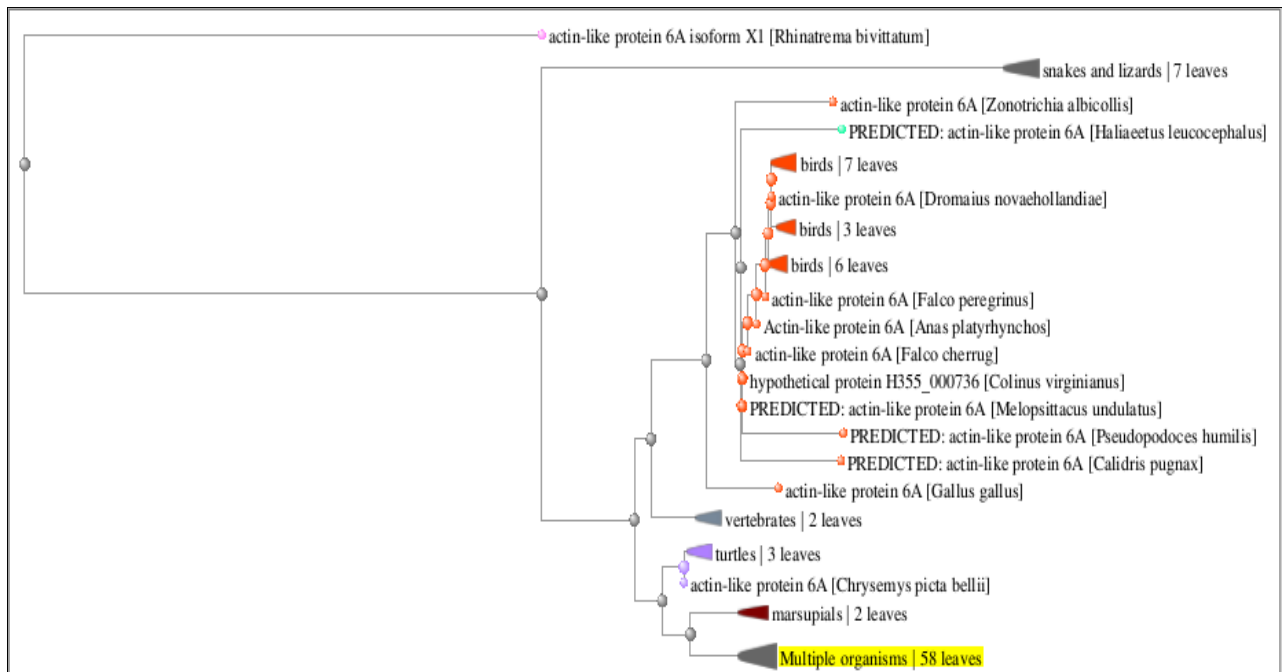 actin-like protein 6A isoform X1 [Rhinatrema bivittatum]
snakes and lizards | 7 leaves
actin-like protein 6A [Zonotrichia albicollis]
PREDICTED: actin-like protein 6A [Haliaeetus leucocephalus]
birds | 7 leaves
actin-like protein 6A [Dromaius novaehollandiae]
birds | 3 leaves
birds | 6 leaves
actin-like protein 6A [Falco peregrinus]
Actin-like protein 6A [Anas platyrhynchos]
actin-like protein 6A [Falco cherrug]
hypothetical protein H355_000736 [Colinus virginianus]
PREDICTED: actin-like protein 6A [Melopsittacus undulatus]
PREDICTED: actin-like protein 6A [Pseudopodoces humilis]
PREDICTED: actin-like protein 6A [Calidris pugnax]
actin-like protein 6A [Gallus gallus]
vertebrates | 2 leaves
turtles | 3 leaves
actin-like protein 6A [Chrysemys picta bellii]
marsupials | 2 leaves
Multiple organisms | 58 leaves